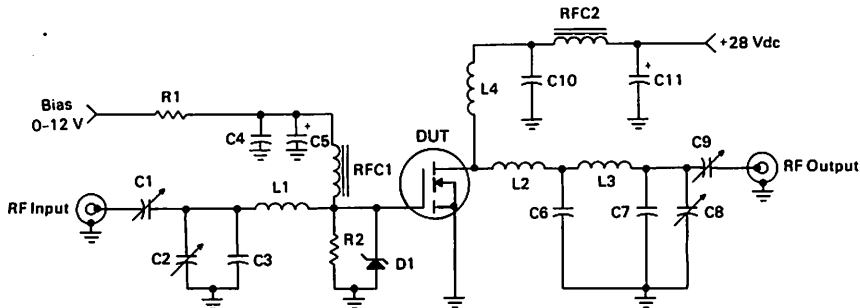 RFC2
+28 Vdc
L4
C10
+
C11
Bias
0-12 V
R1
C4
+
C5
RFC1
DUT
C9
RF Output
C1
L1
L2
L3
RF Input
C2
C3
R2
D1
C6
C7
C8